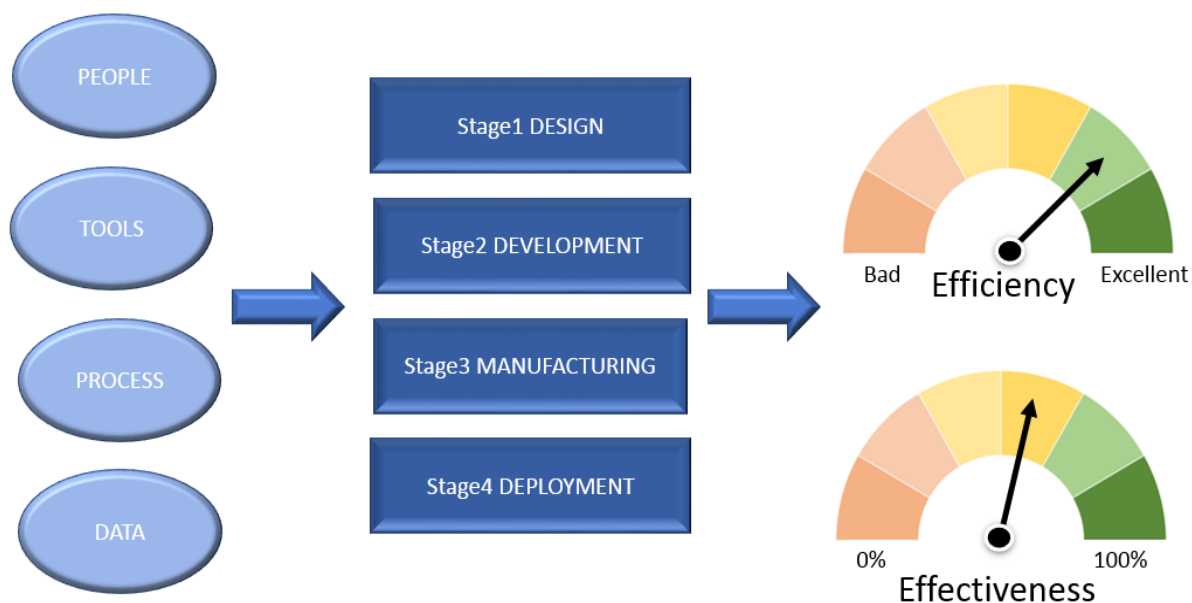 PEOPLE
TOOLS
PROCESS
DATA
Stage1 DESIGN
Stage2 DEVELOPMENT
Stage3 MANUFACTURING
Stage4 DEPLOYMENT
Bad
Excellent
Efficiency
0%
100%
Effectiveness